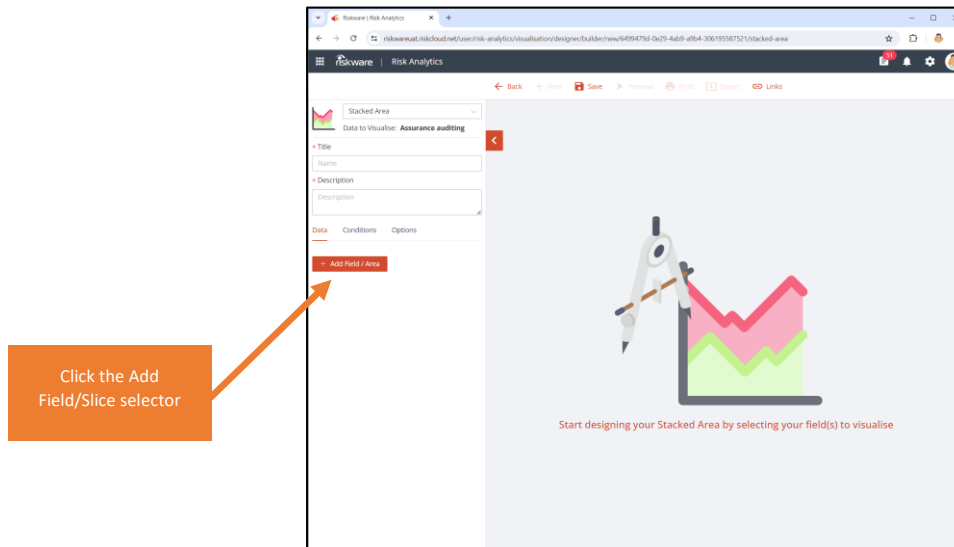 Riskware | Risk Analytics
riskwareuat.riskcloud.net/user/risk-analytics/visualisation/designer/builder/new/6499479d-0e29-4ab9-a9b4-306195587521/stacked-area
riskware | Risk Analytics
51
Back
New
Save
Preview
Print
Export
Links
Stacked Area
Data to Visualise: Assurance auditing
* Title
Name
* Description
Description
Data Conditions Options
+ Add Field / Area
Click the Add
Field/Slice selector
Start designing your Stacked Area by selecting your field(s) to visualise